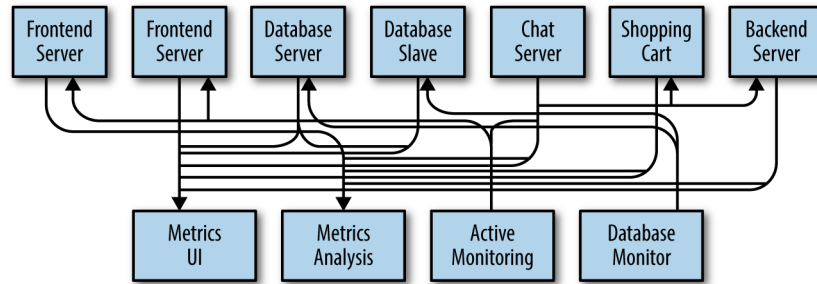 Frontend
Server
Frontend
Server
Database
Server
Database
Slave
Chat
Server
Shopping
Cart
Backend
Server
Metrics
UI
Metrics
Analysis
Active
Monitoring
Database
Monitor